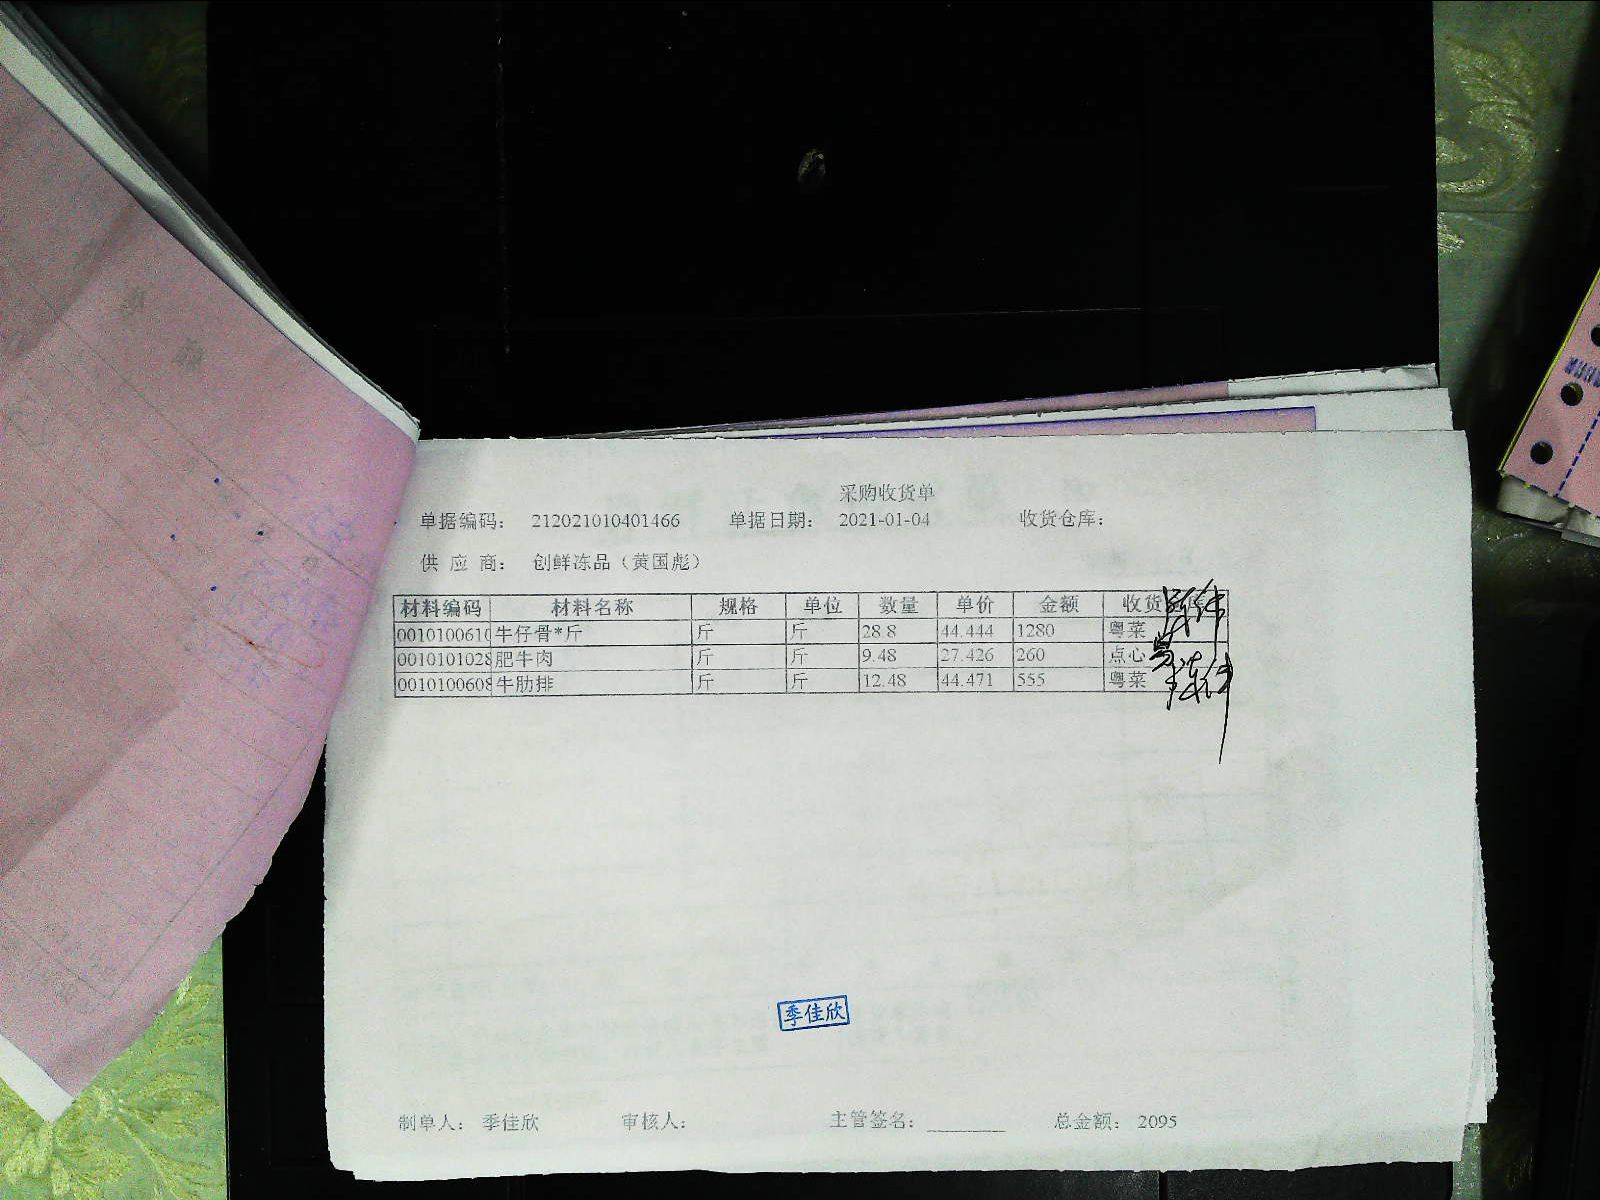 采购收货单
单据编码： 212021010401466 单据日期： 2021-01-04 收货仓库：
供 应 商： 创鲜冻品（黄国彪）
材料编码 材料名称 规格 单位 数量 单价 金额 收货
0010100610 牛仔骨*斤 斤 斤 28.8 44.444 1280 粤菜
0010101028 肥牛肉 斤 斤 9.48 27.426 260 点心
0010100608 牛肋排 斤 斤 12.48 44.471 555 粤菜
季佳欣
制单人： 季佳欣 审核人： 主管签名： 总金额： 2095